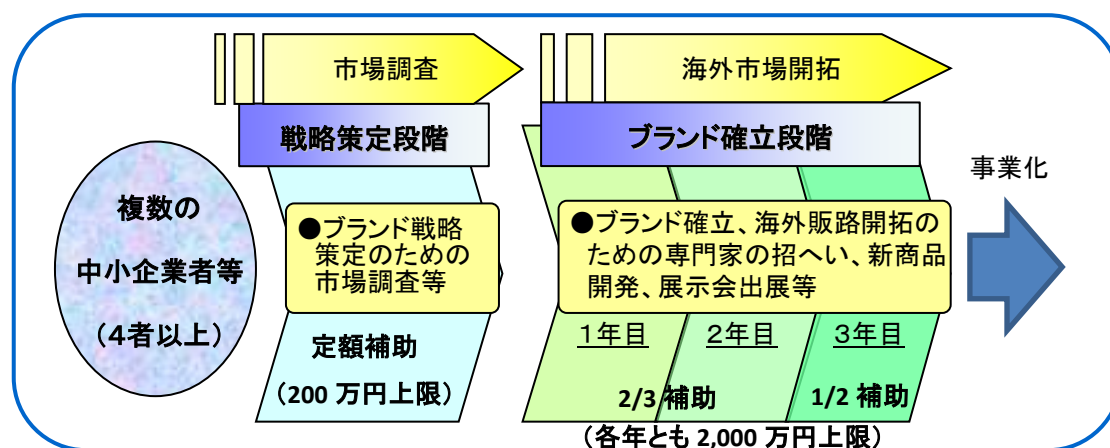 市場調査
海外市場開拓
戦略策定段階
ブランド確立段階
事業化
複数の
中小企業者等
（4者以上）
●ブランド戦略
策定のための
市場調査等
●ブランド確立、海外販路開拓の
ための専門家の招へい、新商品
開発、展示会出展等
1年目
2年目
3年目
定額補助
（200 万円上限）
2/3 補助
1/2 補助
（各年とも 2,000 万円上限）